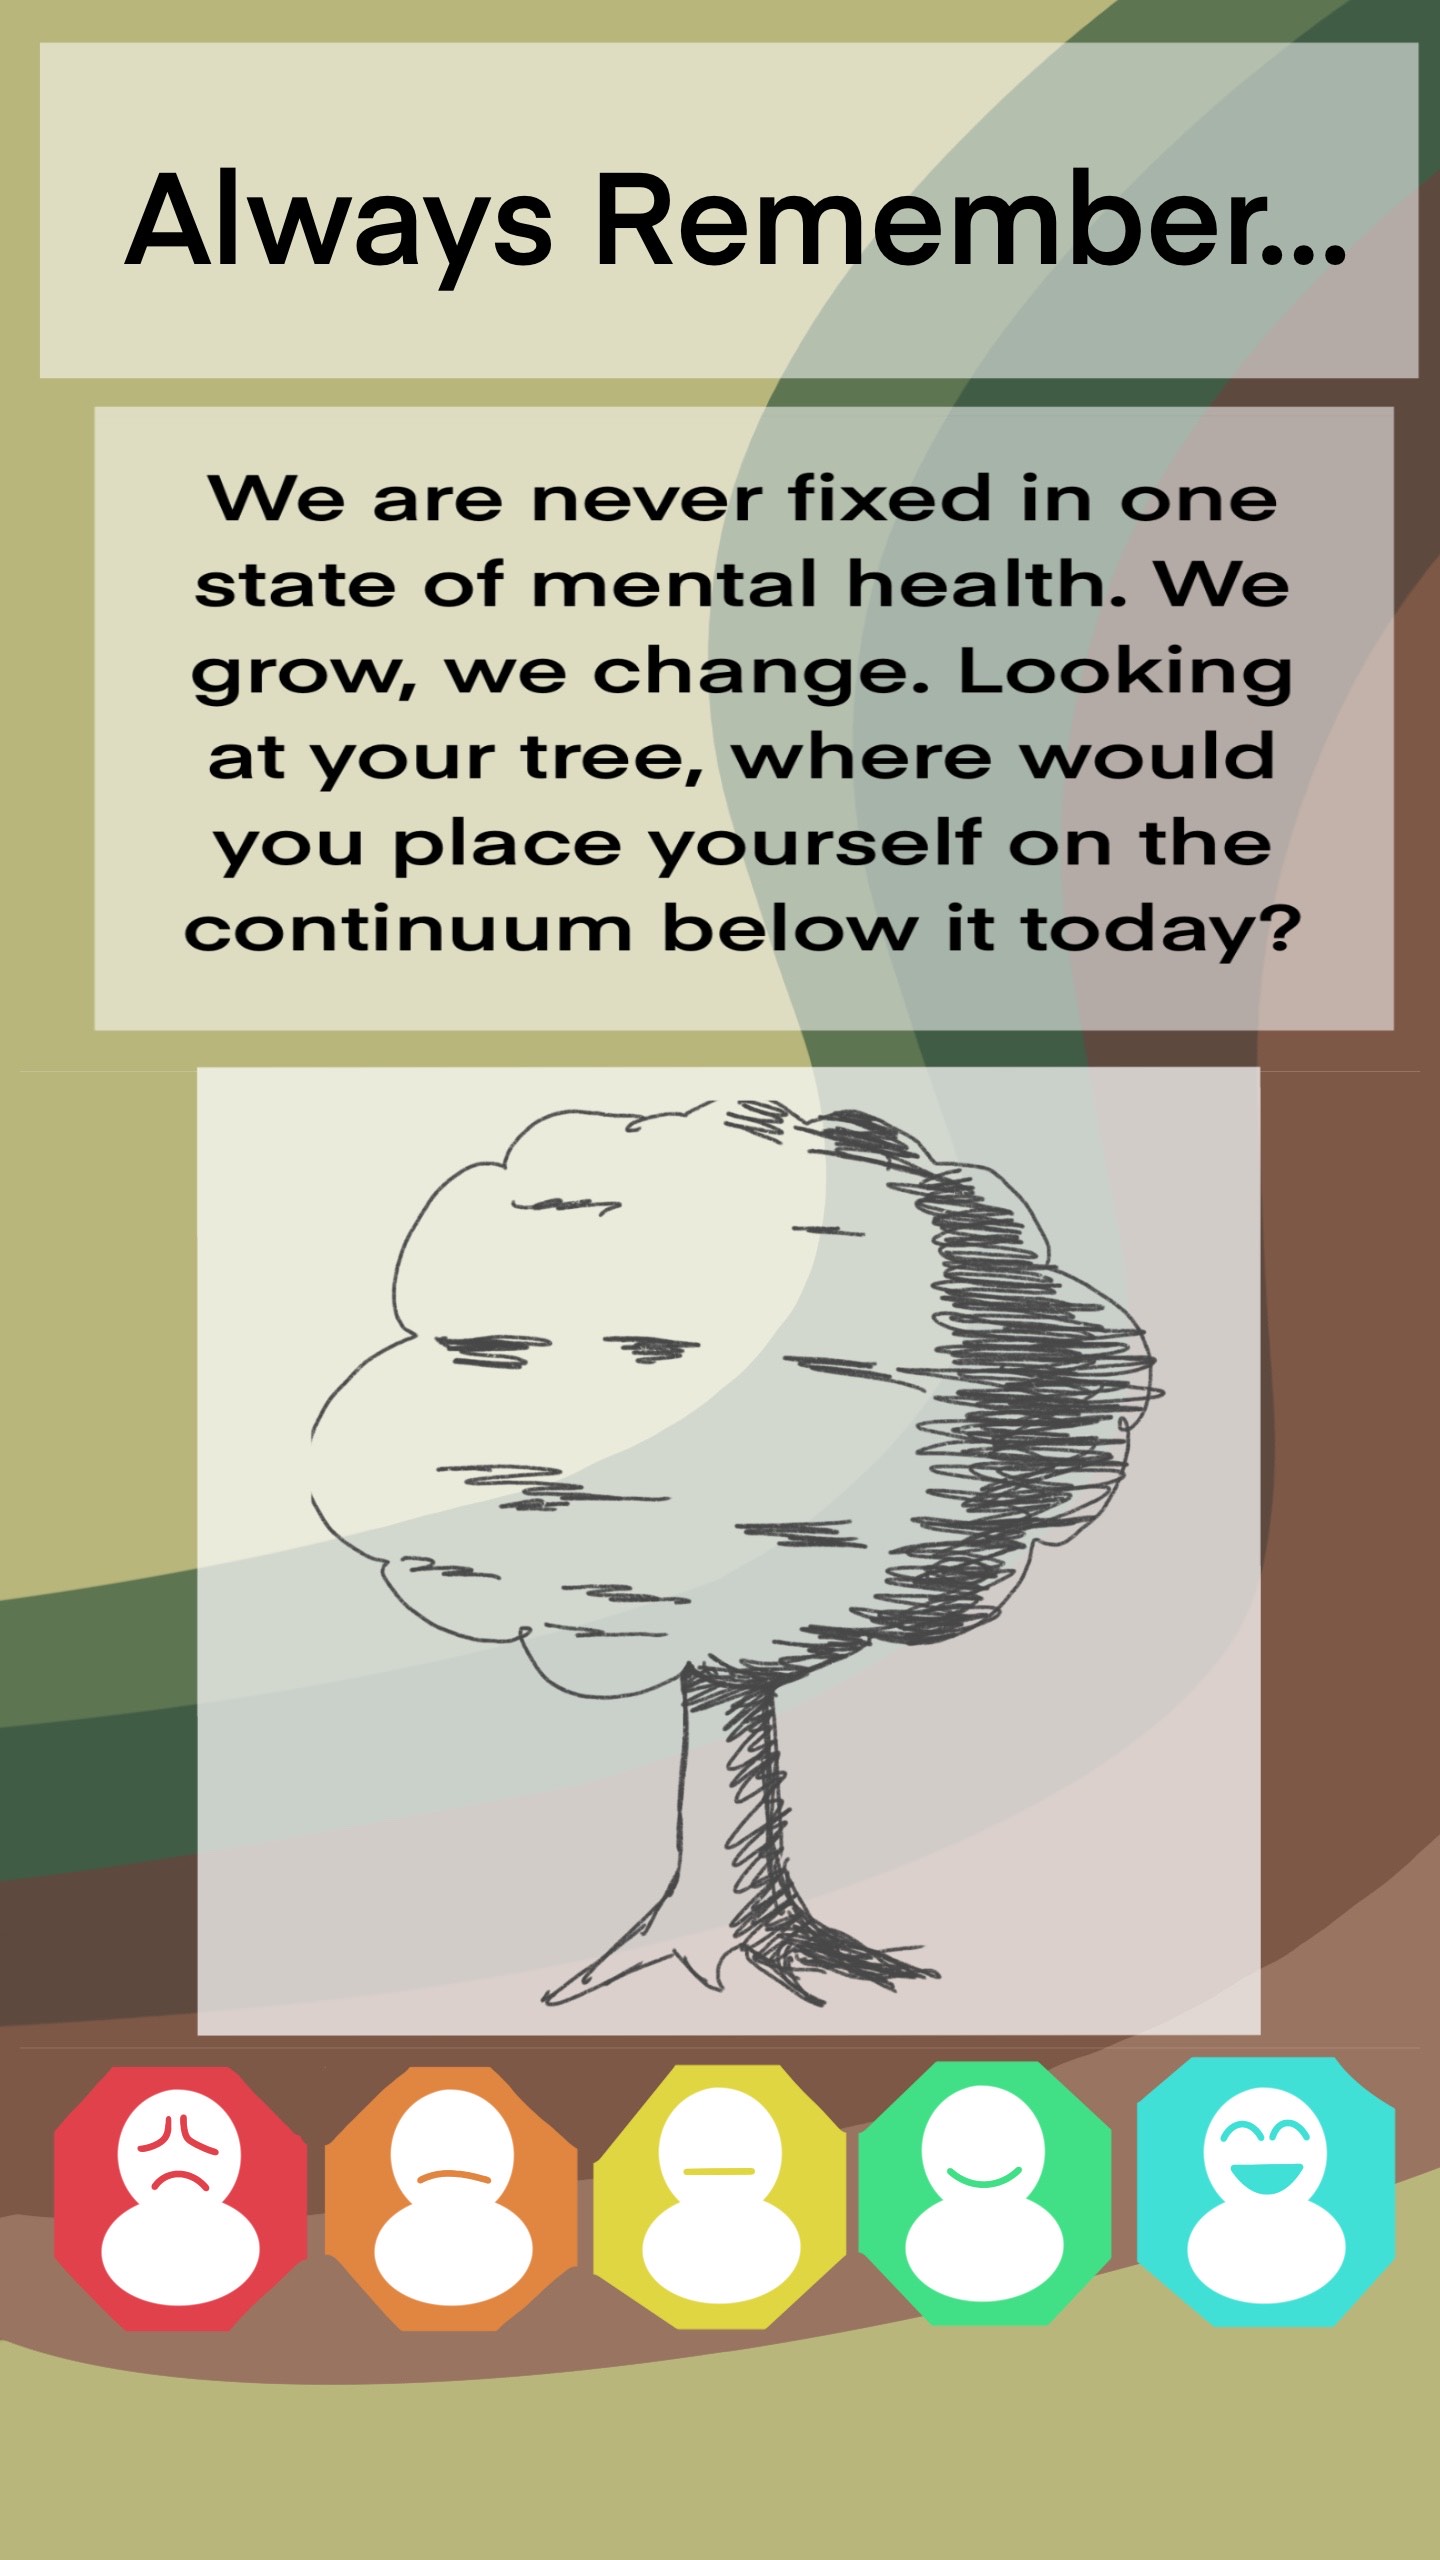 Always Remember...
We are never fixed in one
state of mental health. We
grow, we change. Looking
at your tree, where would
you place yourself on the
continuum below it today?